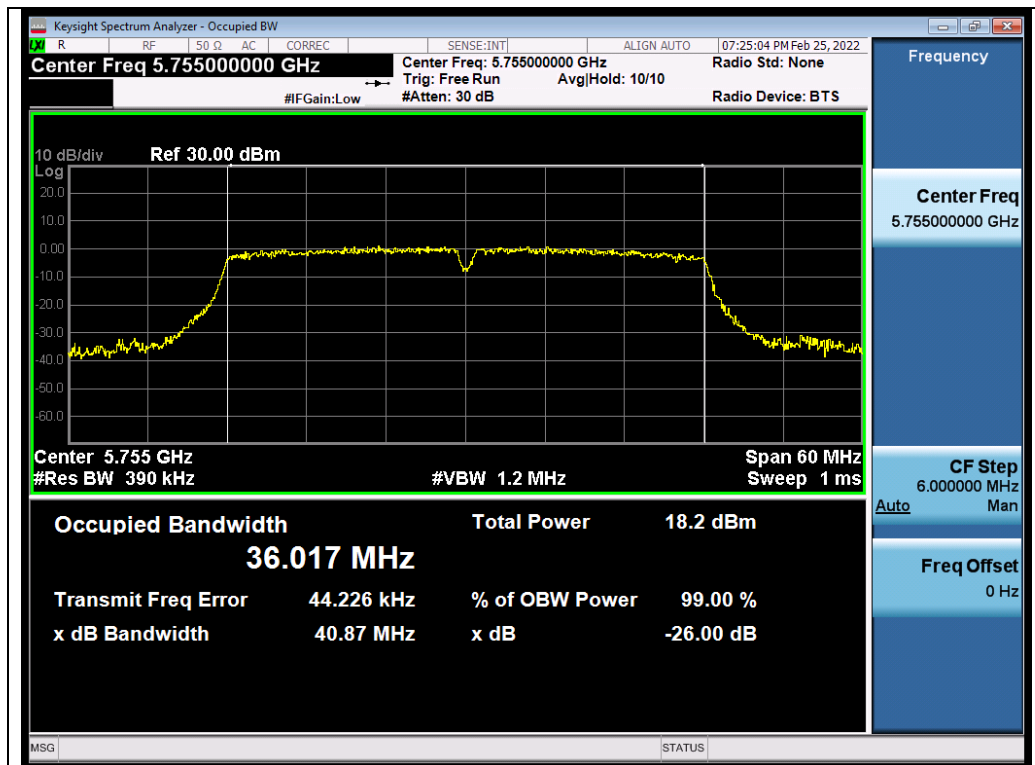 Keysight Spectrum Analyzer - Occupied BW
LXI R RF 50 Ω AC CORREC SENSE:INT ALIGN AUTO 07:25:04 PM Feb 25, 2022
Center Freq 5.755000000 GHz
Center Freq: 5.755000000 GHz Radio Std: None
Trig: Free Run Avg|Hold: 10/10
#IFGain:Low #Atten: 30 dB Radio Device: BTS
10 dB/div Ref 30.00 dBm
Log
20.0
10.0
0.00
-10.0
-20.0
-30.0
-40.0
-50.0
-60.0
Center 5.755 GHz Span 60 MHz
#Res BW 390 kHz #VBW 1.2 MHz Sweep 1 ms
Occupied Bandwidth Total Power 18.2 dBm
36.017 MHz
Transmit Freq Error 44.226 kHz % of OBW Power 99.00 %
x dB Bandwidth 40.87 MHz x dB -26.00 dB
MSG STATUS
Frequency
Center Freq
5.755000000 GHz
CF Step
6.000000 MHz
Auto Man
Freq Offset
0 Hz